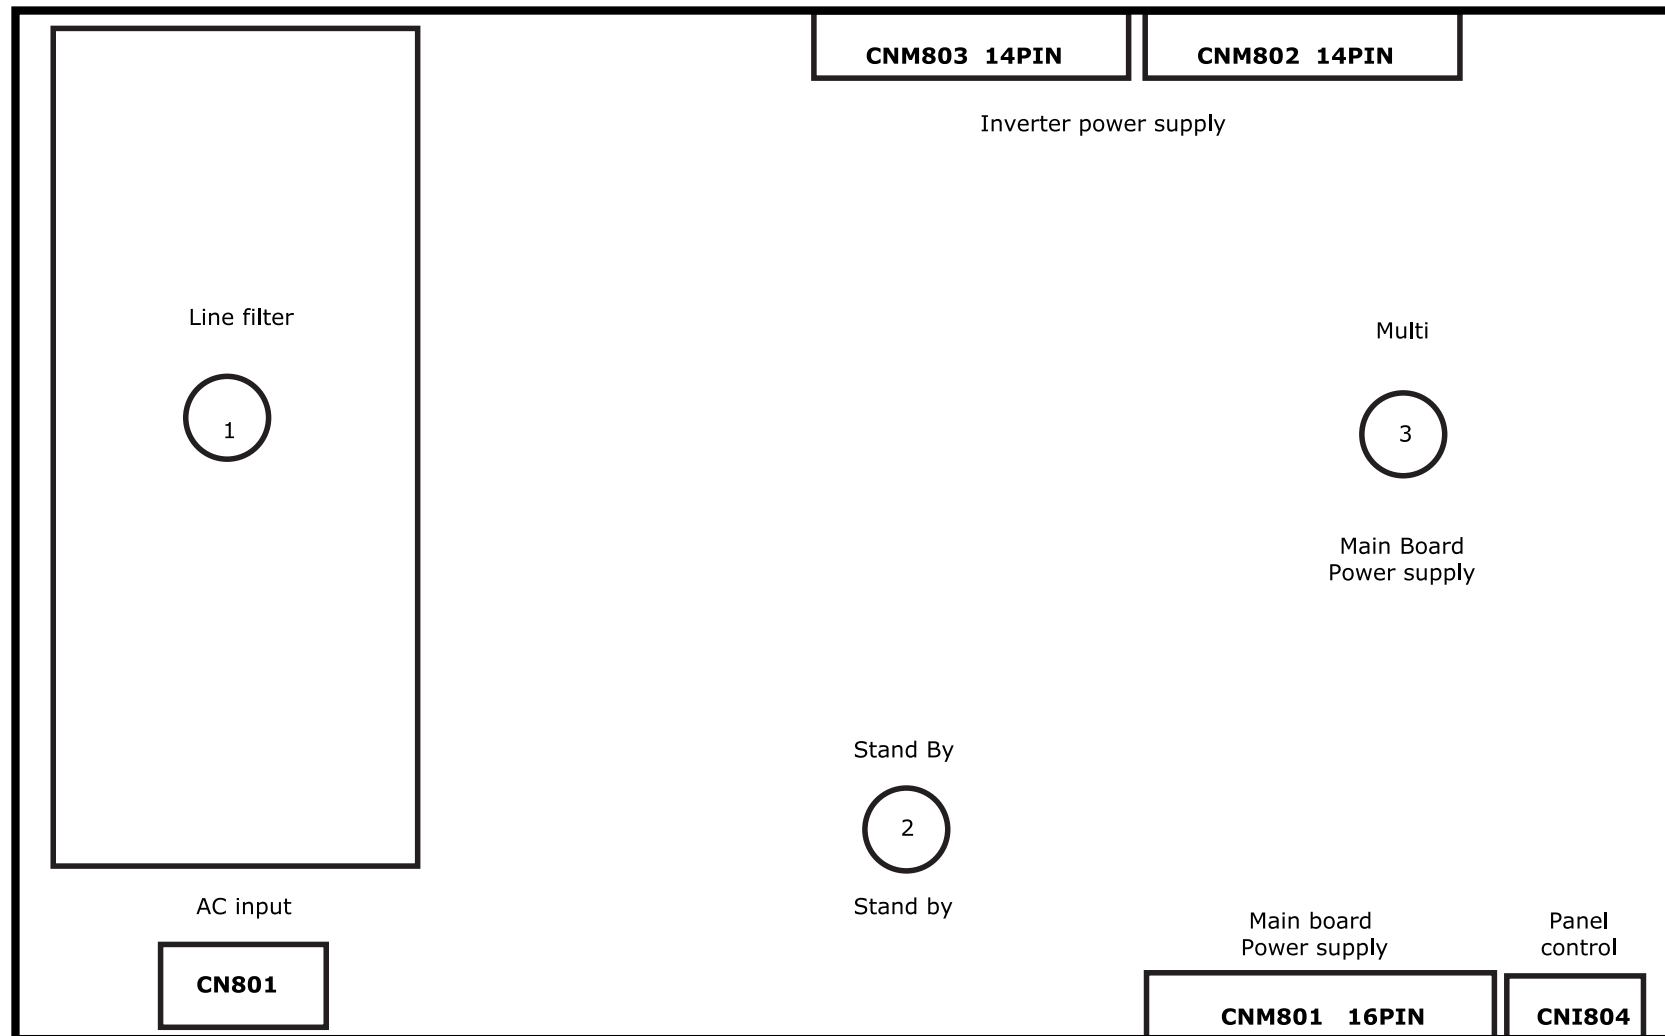 CNM803 14PIN
CNM802 14PIN
Inverter power supply
Line filter
1
Multi
3
Main Board
Power supply
Stand By
2
Stand by
AC input
CN801
Main board
Power supply
CNM801 16PIN
Panel
control
CNI804